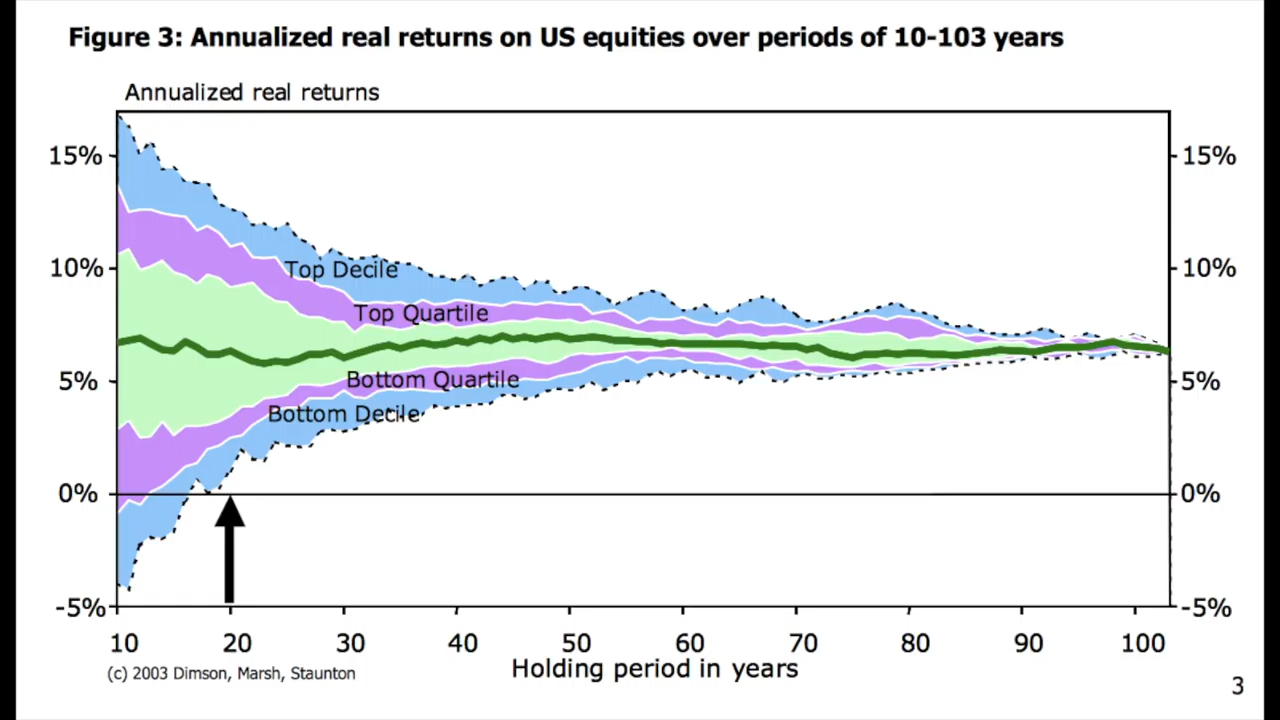 Figure 3: Annualized real returns on US equities over periods of 10-103 years
Annualized real returns
15% 15%
10% 10%
Top Decile
Top Quartile
5% 5%
Bottom Quartile
Bottom Decile
0% 0%
-5% -5%
10 20 30 40 50 60 70 80 90 100
Holding period in years
(c) 2003 Dimson, Marsh, Staunton
3